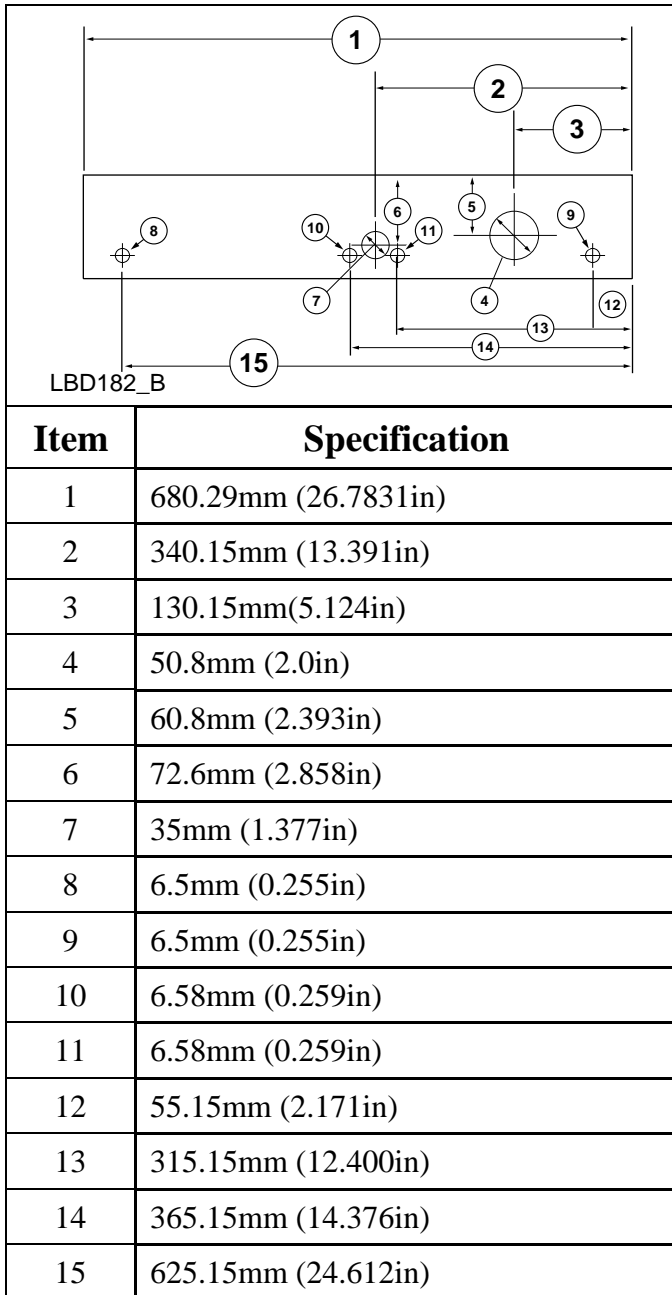 1
2
3
5
6
8
10
11
9
7
4
12
13
14
15
LBD182_B
Item Specification
1 680.29mm (26.7831in)
2 340.15mm (13.391in)
3 130.15mm(5.124in)
4 50.8mm (2.0in)
5 60.8mm (2.393in)
6 72.6mm (2.858in)
7 35mm (1.377in)
8 6.5mm (0.255in)
9 6.5mm (0.255in)
10 6.58mm (0.259in)
11 6.58mm (0.259in)
12 55.15mm (2.171in)
13 315.15mm (12.400in)
14 365.15mm (14.376in)
15 625.15mm (24.612in)